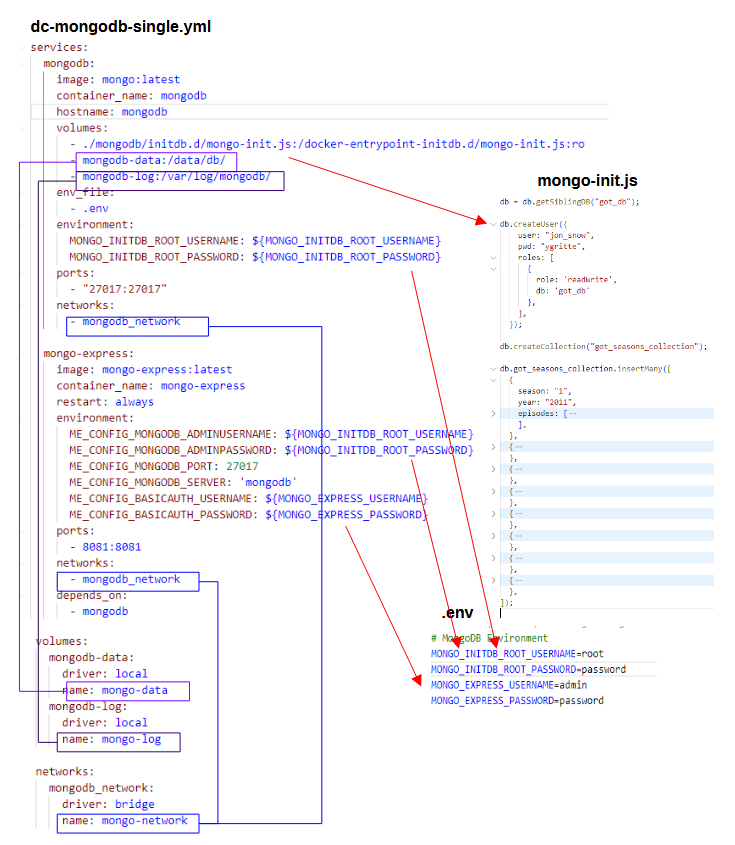 dc-mongodb-single.yml
services:
mongodb:
image: mongo:latest
container_name: mongodb
hostname: mongodb
volumes:
- ./mongodb/initdb.d/mongo-init.js:/docker-entrypoint-initdb.d/mongo-init.js:ro
- mongodb-data:/data/db/
- mongodb-log:/var/log/mongodb/
env_file:
- .env
environment:
MONGO_INITDB_ROOT_USERNAME: ${MONGO_INITDB_ROOT_USERNAME}
MONGO_INITDB_ROOT_PASSWORD: ${MONGO_INITDB_ROOT_PASSWORD}
ports:
- "27017:27017"
networks:
- mongodb_network
mongo-express:
image: mongo-express:latest
container_name: mongo-express
restart: always
environment:
ME_CONFIG_MONGODB_ADMINUSERNAME: ${MONGO_INITDB_ROOT_USERNAME}
ME_CONFIG_MONGODB_ADMINPASSWORD: ${MONGO_INITDB_ROOT_PASSWORD}
ME_CONFIG_MONGODB_PORT: 27017
ME_CONFIG_MONGODB_SERVER: 'mongodb'
ME_CONFIG_BASICAUTH_USERNAME: ${MONGO_EXPRESS_USERNAME}
ME_CONFIG_BASICAUTH_PASSWORD: ${MONGO_EXPRESS_PASSWORD}
ports:
- 8081:8081
networks:
- mongodb_network
depends_on:
- mongodb
volumes:
mongodb-data:
driver: local
name: mongo-data
mongodb-log:
driver: local
name: mongo-log
networks:
mongodb_network:
driver: bridge
name: mongo-network
mongo-init.js
db = db.getSiblingDB("got_db");
db.createUser({
user: "jon_snow",
pwd: "ygritte",
roles: [
{
role: 'readWrite',
db: 'got_db'
},
],
});
db.createCollection("got_seasons_collection");
db.got_seasons_collection.insertMany([
{
season: "1",
year: "2011",
episodes: [ ···
],
},
{ ···
},
{ ···
},
{ ···
},
{ ···
},
{ ···
},
{ ···
},
{ ···
},
]);
.env
# MongoDB Environment
MONGO_INITDB_ROOT_USERNAME=root
MONGO_INITDB_ROOT_PASSWORD=password
MONGO_EXPRESS_USERNAME=admin
MONGO_EXPRESS_PASSWORD=password